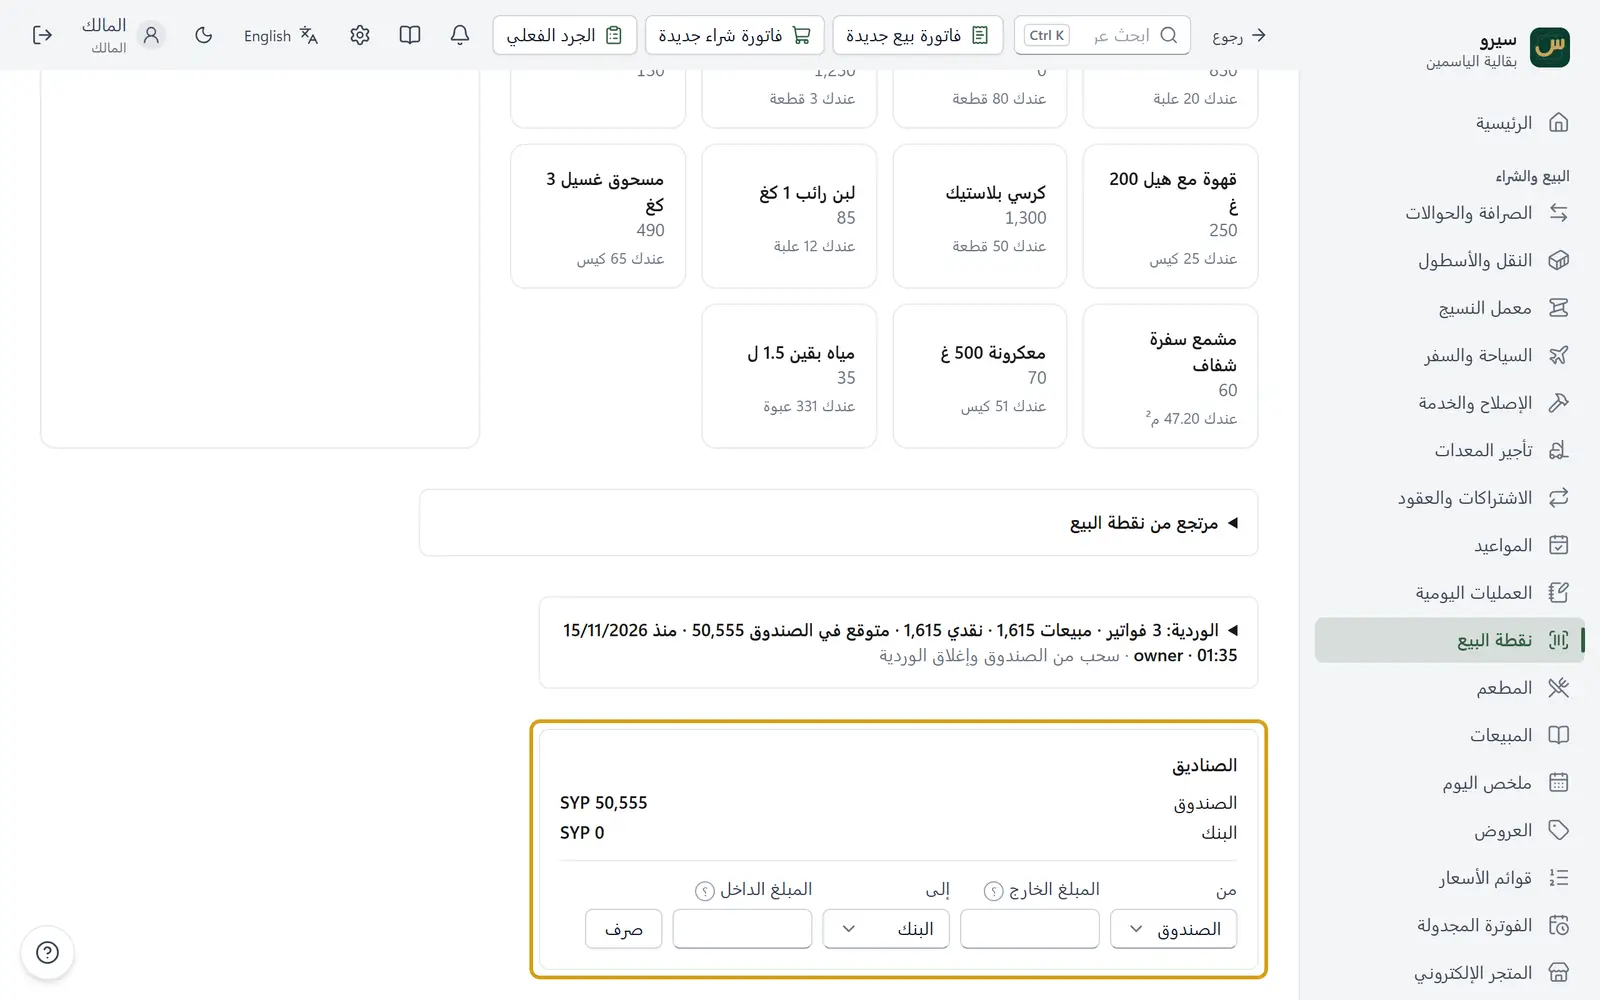 سيرو
بقالية الياسمين
رجوع
ابحث عر
Ctrl K
فاتورة بيع جديدة
فاتورة شراء جديدة
الجرد الفعلي
English
المالك
المالك
الرئيسية
البيع والشراء
الصرافة والحوالات
النقل والأسطول
معمل النسيج
السياحة والسفر
الإصلاح والخدمة
تأجير المعدات
الاشتراكات والعقود
المواعيد
العمليات اليومية
نقطة البيع
المطعم
المبيعات
ملخص اليوم
العروض
قوائم الأسعار
الفوترة المجدولة
المتجر الإلكتروني
850
عندك 20 علبة
0
عندك 80 قطعة
1,250
عندك 3 قطعة
150
قهوة مع هيل 200
غ
250
عندك 25 كيس
كرسي بلاستيك
1,300
عندك 50 قطعة
لبن رائب 1 كغ
85
عندك 12 علبة
مسحوق غسيل 3
كغ
490
عندك 65 كيس
مشمع سفرة
شفاف
60
عندك 47.20 م²
معكرونة 500 غ
70
عندك 51 كيس
مياه بقين 1.5 ل
35
عندك 331 عبوة
مرتجع من نقطة البيع
الوردية: 3 فواتير · مبيعات 1,615 · نقدي 1,615 · متوقع في الصندوق 50,555 · منذ 15/11/2026
01:35 · owner · سحب من الصندوق وإغلاق الوردية
الصناديق
الصندوق
SYP 50,555
البنك
SYP 0
من
المبلغ الخارج ؟
إلى
المبلغ الداخل ؟
الصندوق
البنك
صرف